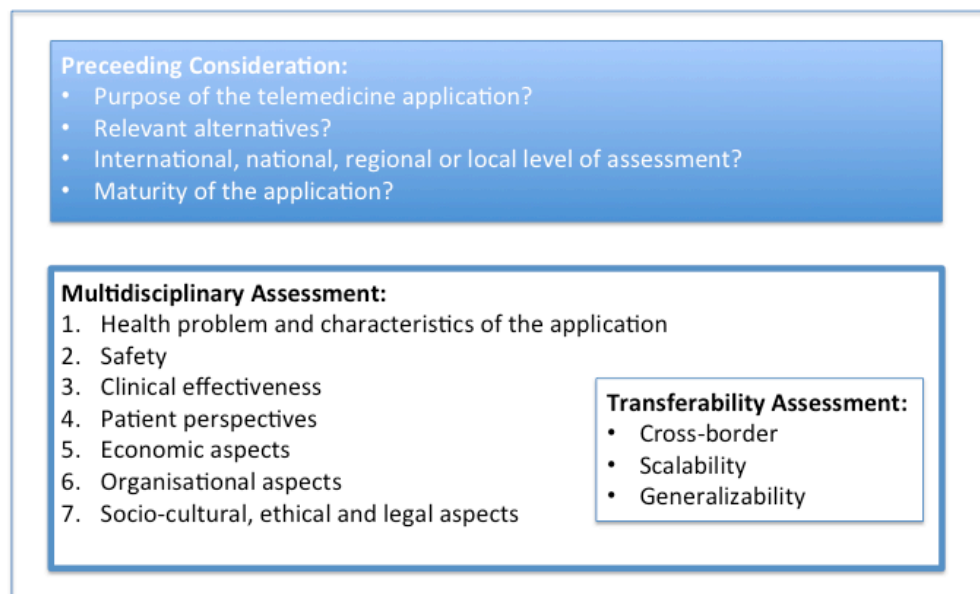 Preceeding Consideration:
• Purpose of the telemedicine application?
• Relevant alternatives?
• International, national, regional or local level of assessment?
• Maturity of the application?
Multidisciplinary Assessment:
1. Health problem and characteristics of the application
2. Safety
3. Clinical effectiveness
4. Patient perspectives
5. Economic aspects
6. Organisational aspects
7. Socio-cultural, ethical and legal aspects
Transferability Assessment:
• Cross-border
• Scalability
• Generalizability